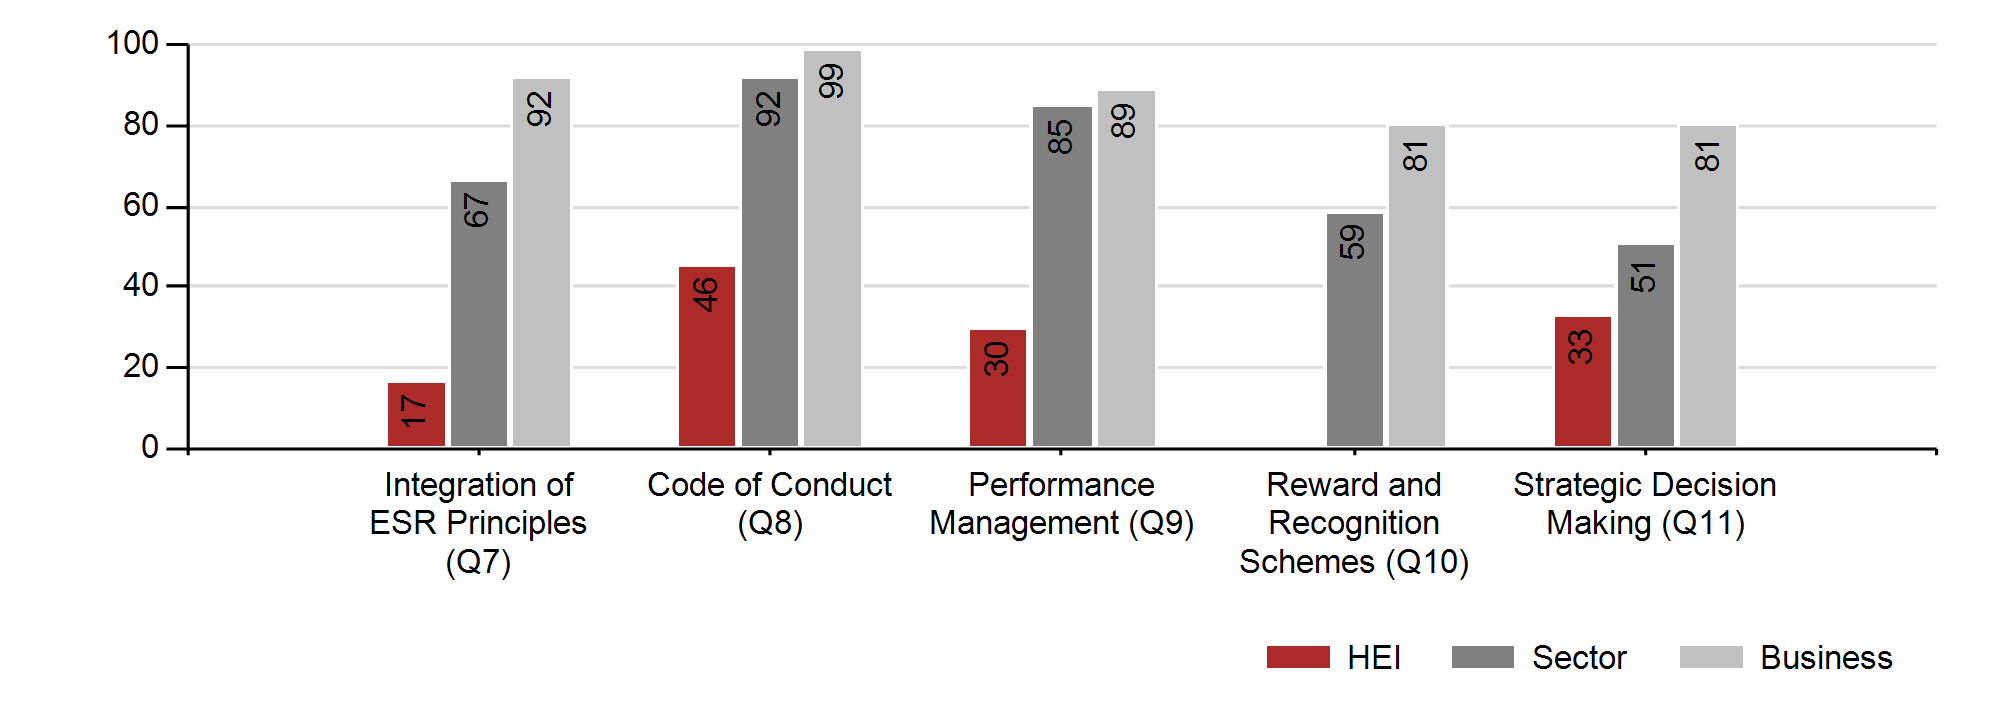 100
80
60
40
20
0
17
67
92
46
92
99
30
85
89
59
81
33
51
81
Integration of
ESR Principles
(Q7)
Code of Conduct
(Q8)
Performance
Management (Q9)
Reward and
Recognition
Schemes (Q10)
Strategic Decision
Making (Q11)
HEI
Sector
Business